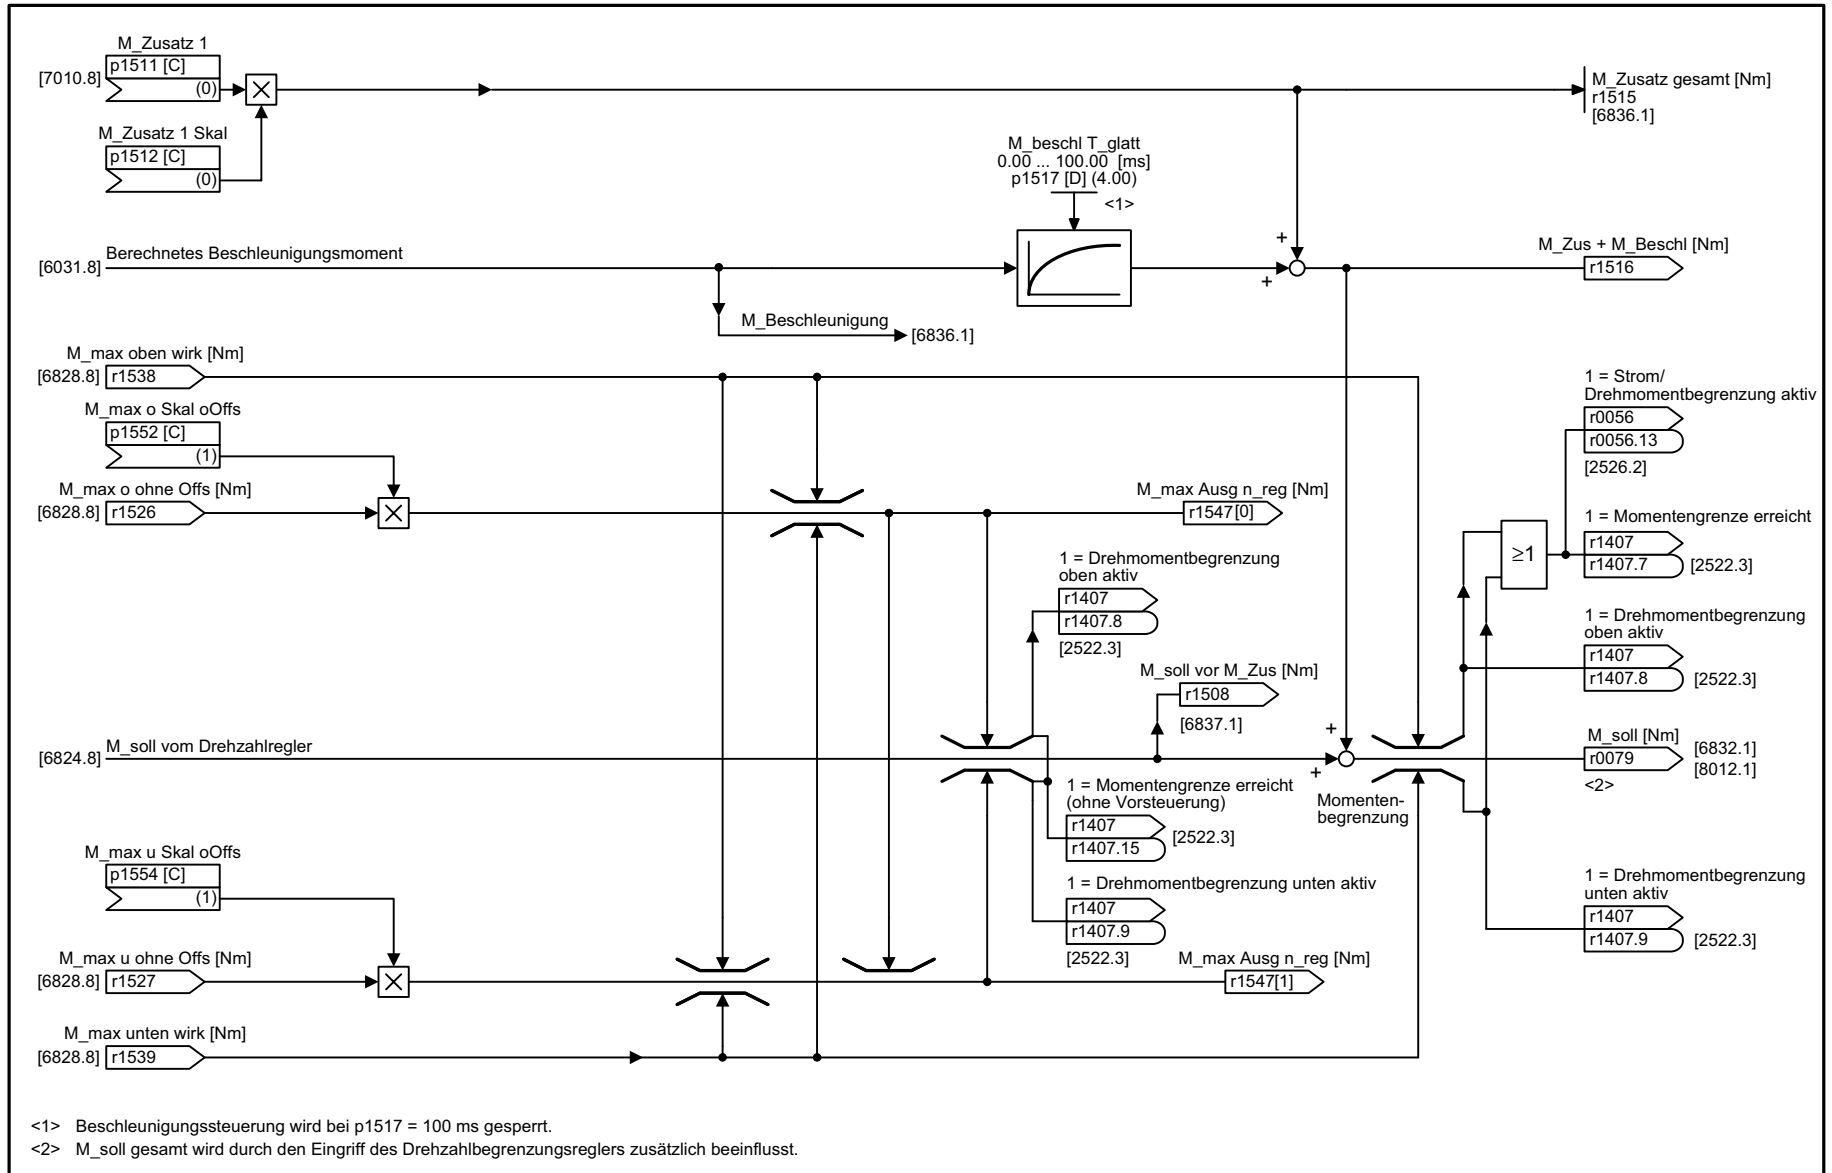 M_Zusatz 1
[7010.8]
p1511 [C]
(0)
M_Zusatz 1 Skal
p1512 [C]
(0)
M_Zusatz gesamt [Nm]
r1515
[6836.1]
M_beschl T_glatt
0.00 ... 100.00 [ms]
p1517 [D] (4.00)
<1>
[6031.8]
Berechnetes Beschleunigungsmoment
+
+
M_Zus + M_Beschl [Nm]
r1516
M_Beschleunigung
[6836.1]
M_max oben wirk [Nm]
[6828.8]
r1538
M_max o Skal oOffs
p1552 [C]
(1)
M_max o ohne Offs [Nm]
[6828.8]
r1526
M_max Ausg n_reg [Nm]
r1547[0]
1 = Strom/
Drehmomentbegrenzung aktiv
r0056
r0056.13
[2526.2]
≥1
1 = Momentengrenze erreicht
r1407
r1407.7
[2522.3]
1 = Drehmomentbegrenzung
oben aktiv
r1407
r1407.8
[2522.3]
1 = Drehmomentbegrenzung
oben aktiv
r1407
r1407.8
[2522.3]
M_soll vor M_Zus [Nm]
r1508
[6837.1]
[6824.8]
M_soll vom Drehzahlregler
+
+
Momenten-
begrenzung
M_soll [Nm]
r0079
[6832.1]
[8012.1]
<2>
1 = Momentengrenze erreicht
(ohne Vorsteuerung)
r1407
r1407.15
[2522.3]
M_max u Skal oOffs
p1554 [C]
(1)
1 = Drehmomentbegrenzung unten aktiv
r1407
r1407.9
[2522.3]
1 = Drehmomentbegrenzung
unten aktiv
r1407
r1407.9
[2522.3]
M_max u ohne Offs [Nm]
[6828.8]
r1527
M_max Ausg n_reg [Nm]
r1547[1]
M_max unten wirk [Nm]
[6828.8]
r1539
<1> Beschleunigungssteuerung wird bei p1517 = 100 ms gesperrt.
<2> M_soll gesamt wird durch den Eingriff des Drehzahlbegrenzungsreglers zusätzlich beeinflusst.